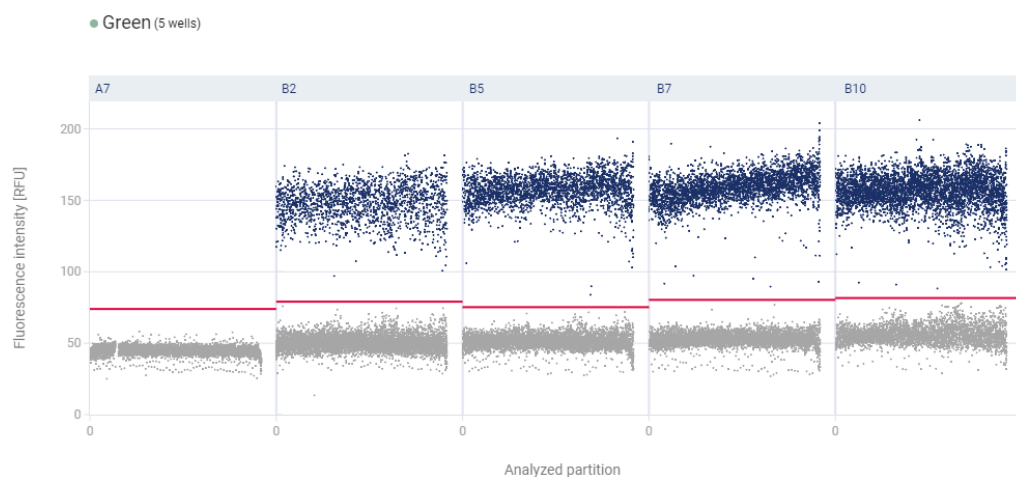 Green (5 wells)
A7 B2 B5 B7 B10
Fluorescence intensity [RFU]
200
150
100
50
0
0 0 0 0 0
Analyzed partition